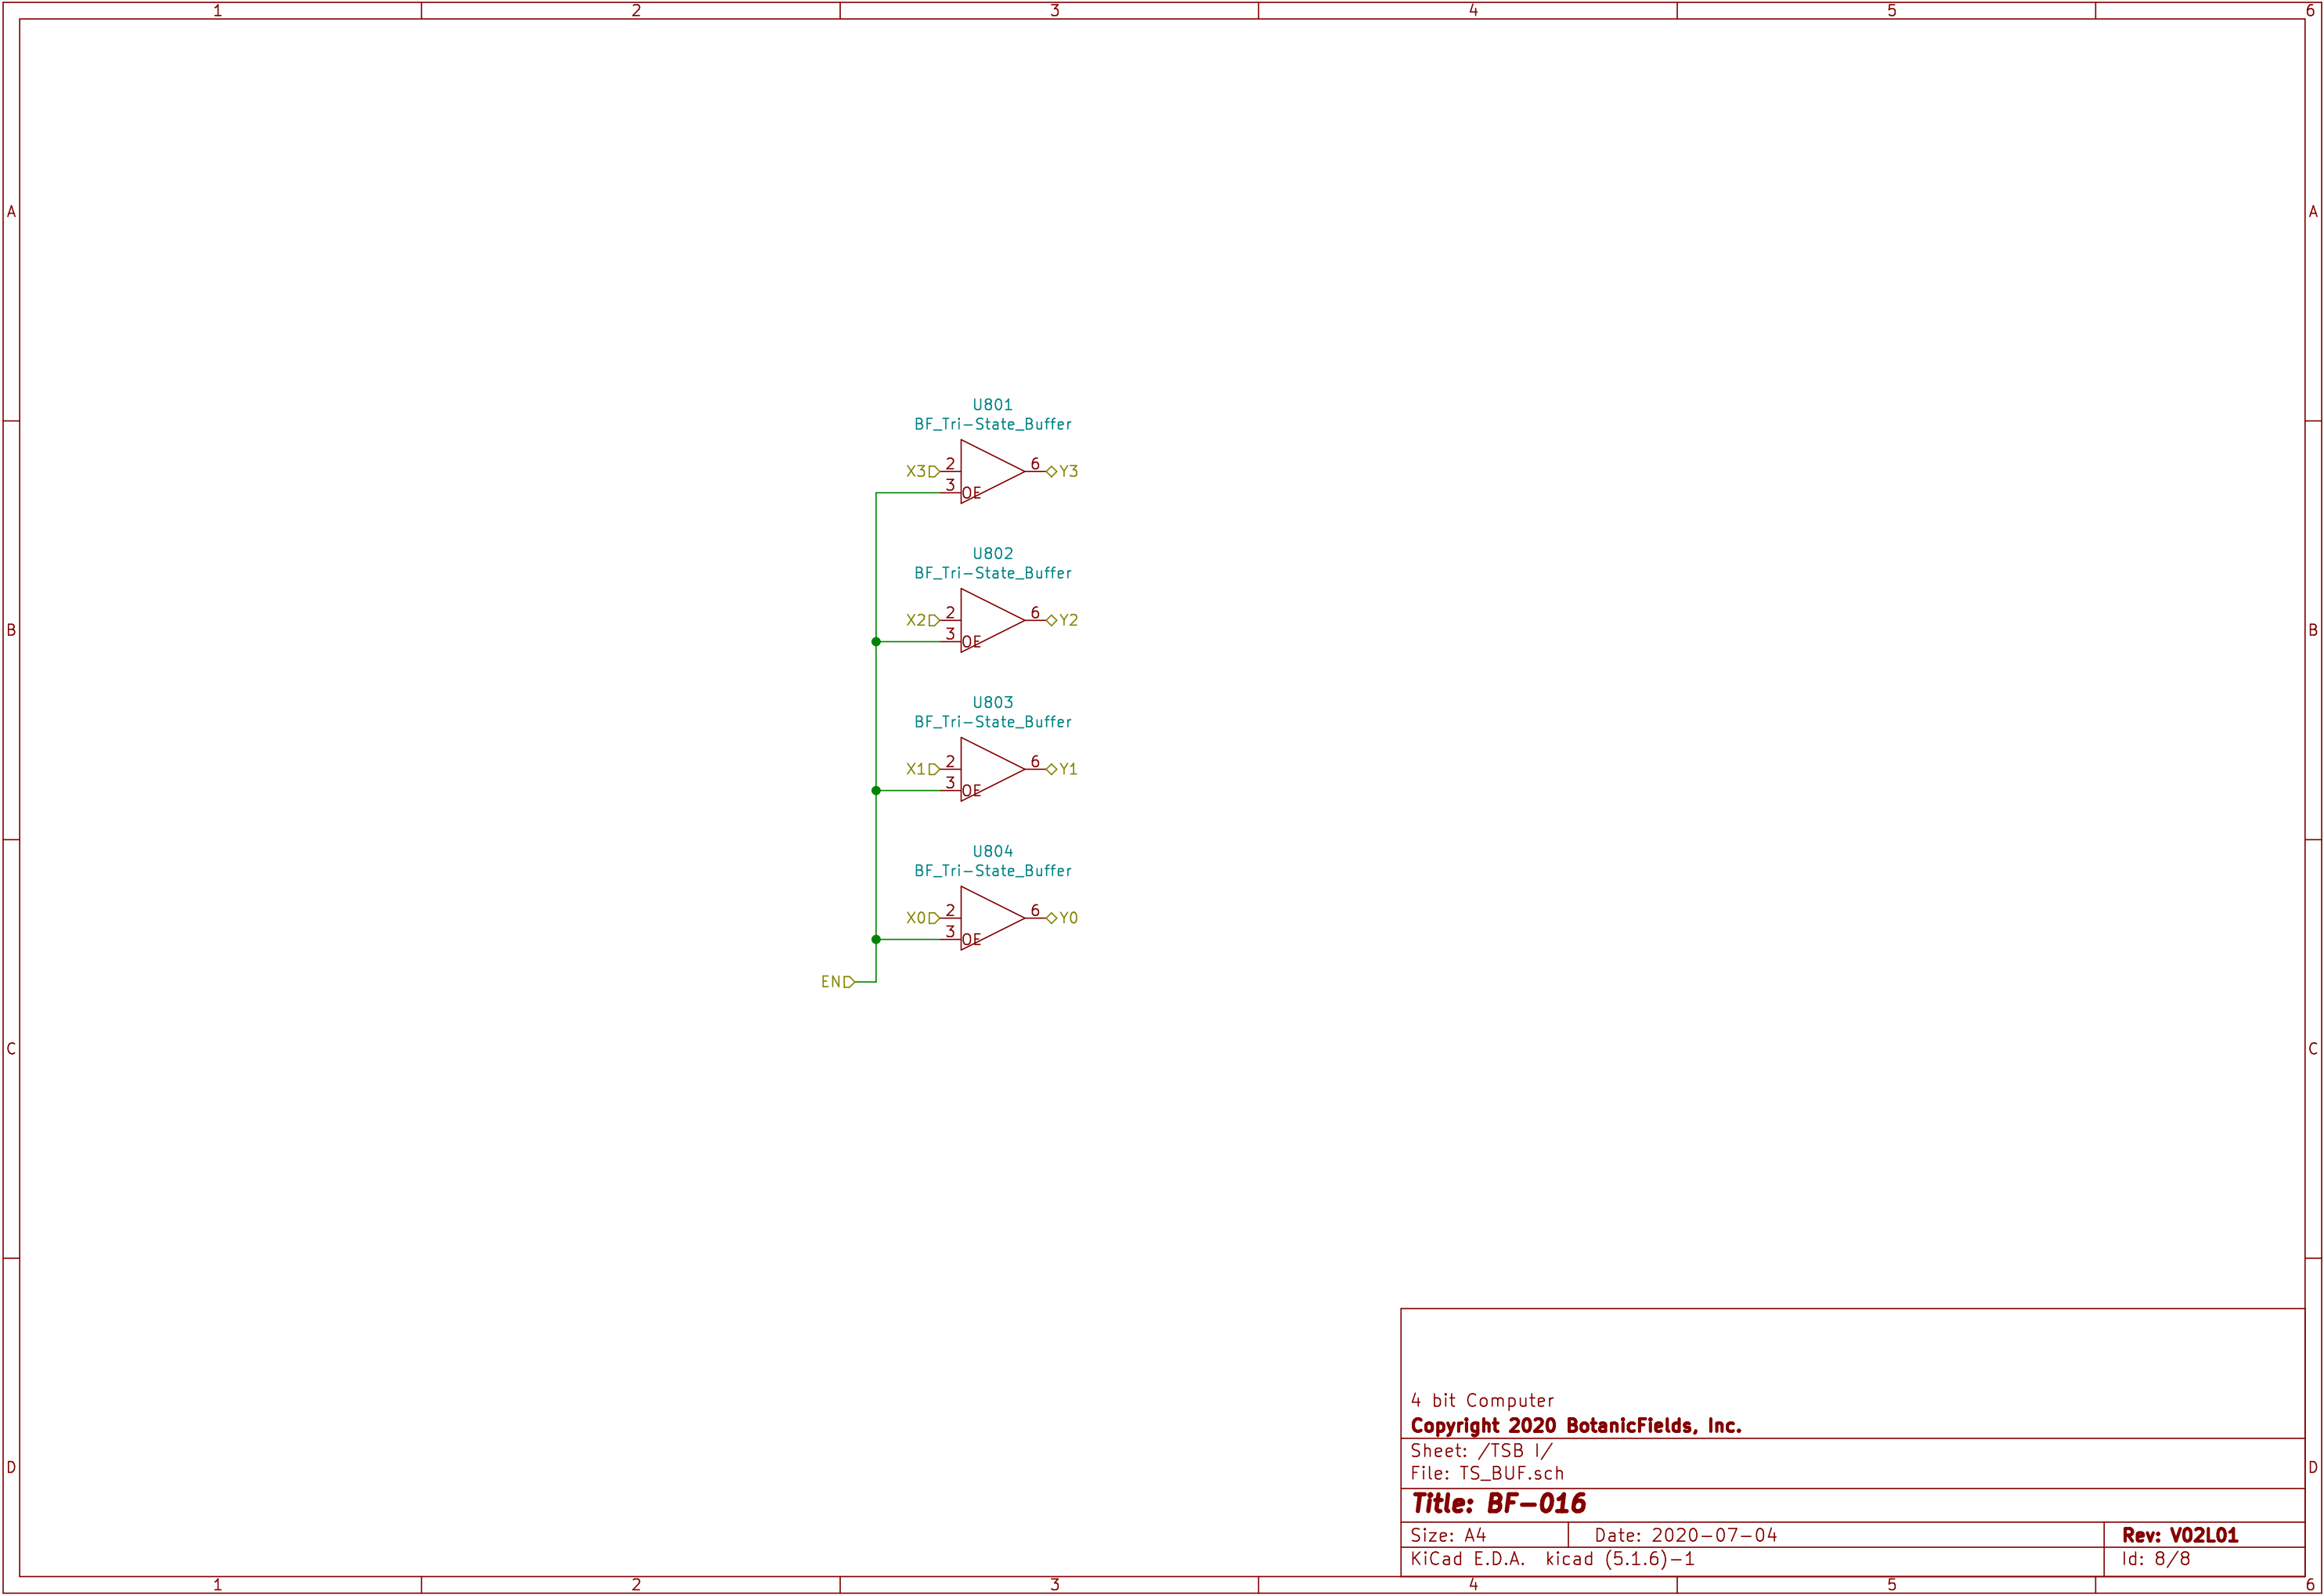 1 2 3 4 5 6
A A
U801
BF_Tri-State_Buffer
X3 2 6 Y3
3 OE
U802
BF_Tri-State_Buffer
X2 2 6 Y2
B B
3 OE
U803
BF_Tri-State_Buffer
X1 2 6 Y1
3 OE
U804
BF_Tri-State_Buffer
X0 2 6 Y0
3 OE
EN
C C
4 bit Computer
Copyright 2020 BotanicFields, Inc.
Sheet: /TSB I/
D D
File: TS_BUF.sch
Title: BF-016
Size: A4 Date: 2020-07-04 Rev: V02L01
KiCad E.D.A. kicad (5.1.6)-1 Id: 8/8
1 2 3 4 5 6